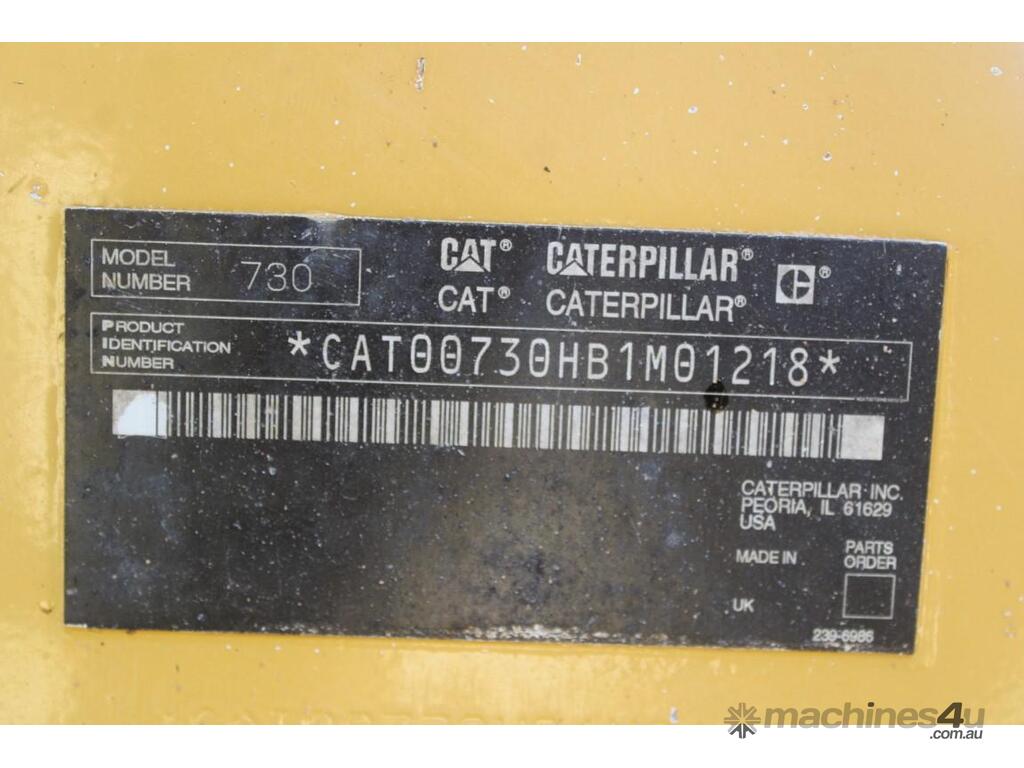 MODEL
NUMBER 730
CAT® CATERPILLAR® ®
CAT® CATERPILLAR®
PRODUCT
IDENTIFICATION
NUMBER
*CAT00730HB1M01218*
CATERPILLAR INC.
PEORIA, IL 61629
USA
MADE IN
PARTS
ORDER
UK
239-6986
machines4u
.com.au